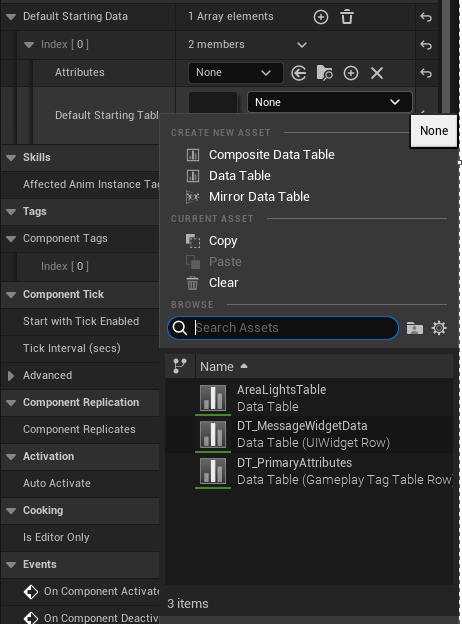 Default Starting Data
1 Array elements
Index [ 0 ]
2 members
Attributes
None
Default Starting Tabl
None
None
CREATE NEW ASSET
Composite Data Table
Data Table
Mirror Data Table
CURRENT ASSET
Copy
Paste
Clear
BROWSE
Search Assets
Name
AreaLightsTable
Data Table
DT_MessageWidgetData
Data Table (UIWidget Row)
DT_PrimaryAttributes
Data Table (Gameplay Tag Table Row
3 items
Skills
Affected Anim Instance Tag
Tags
Component Tags
Index [ 0 ]
Component Tick
Start with Tick Enabled
Tick Interval (secs)
Advanced
Component Replication
Component Replicates
Activation
Auto Activate
Cooking
Is Editor Only
Events
On Component Activate
On Component Deactiv